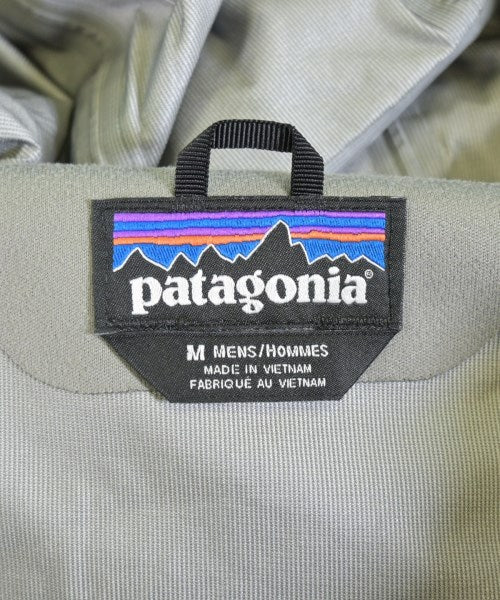 patagonia®
M MENS/HOMMES
MADE IN VIETNAM
FABRIQUÉ AU VIETNAM